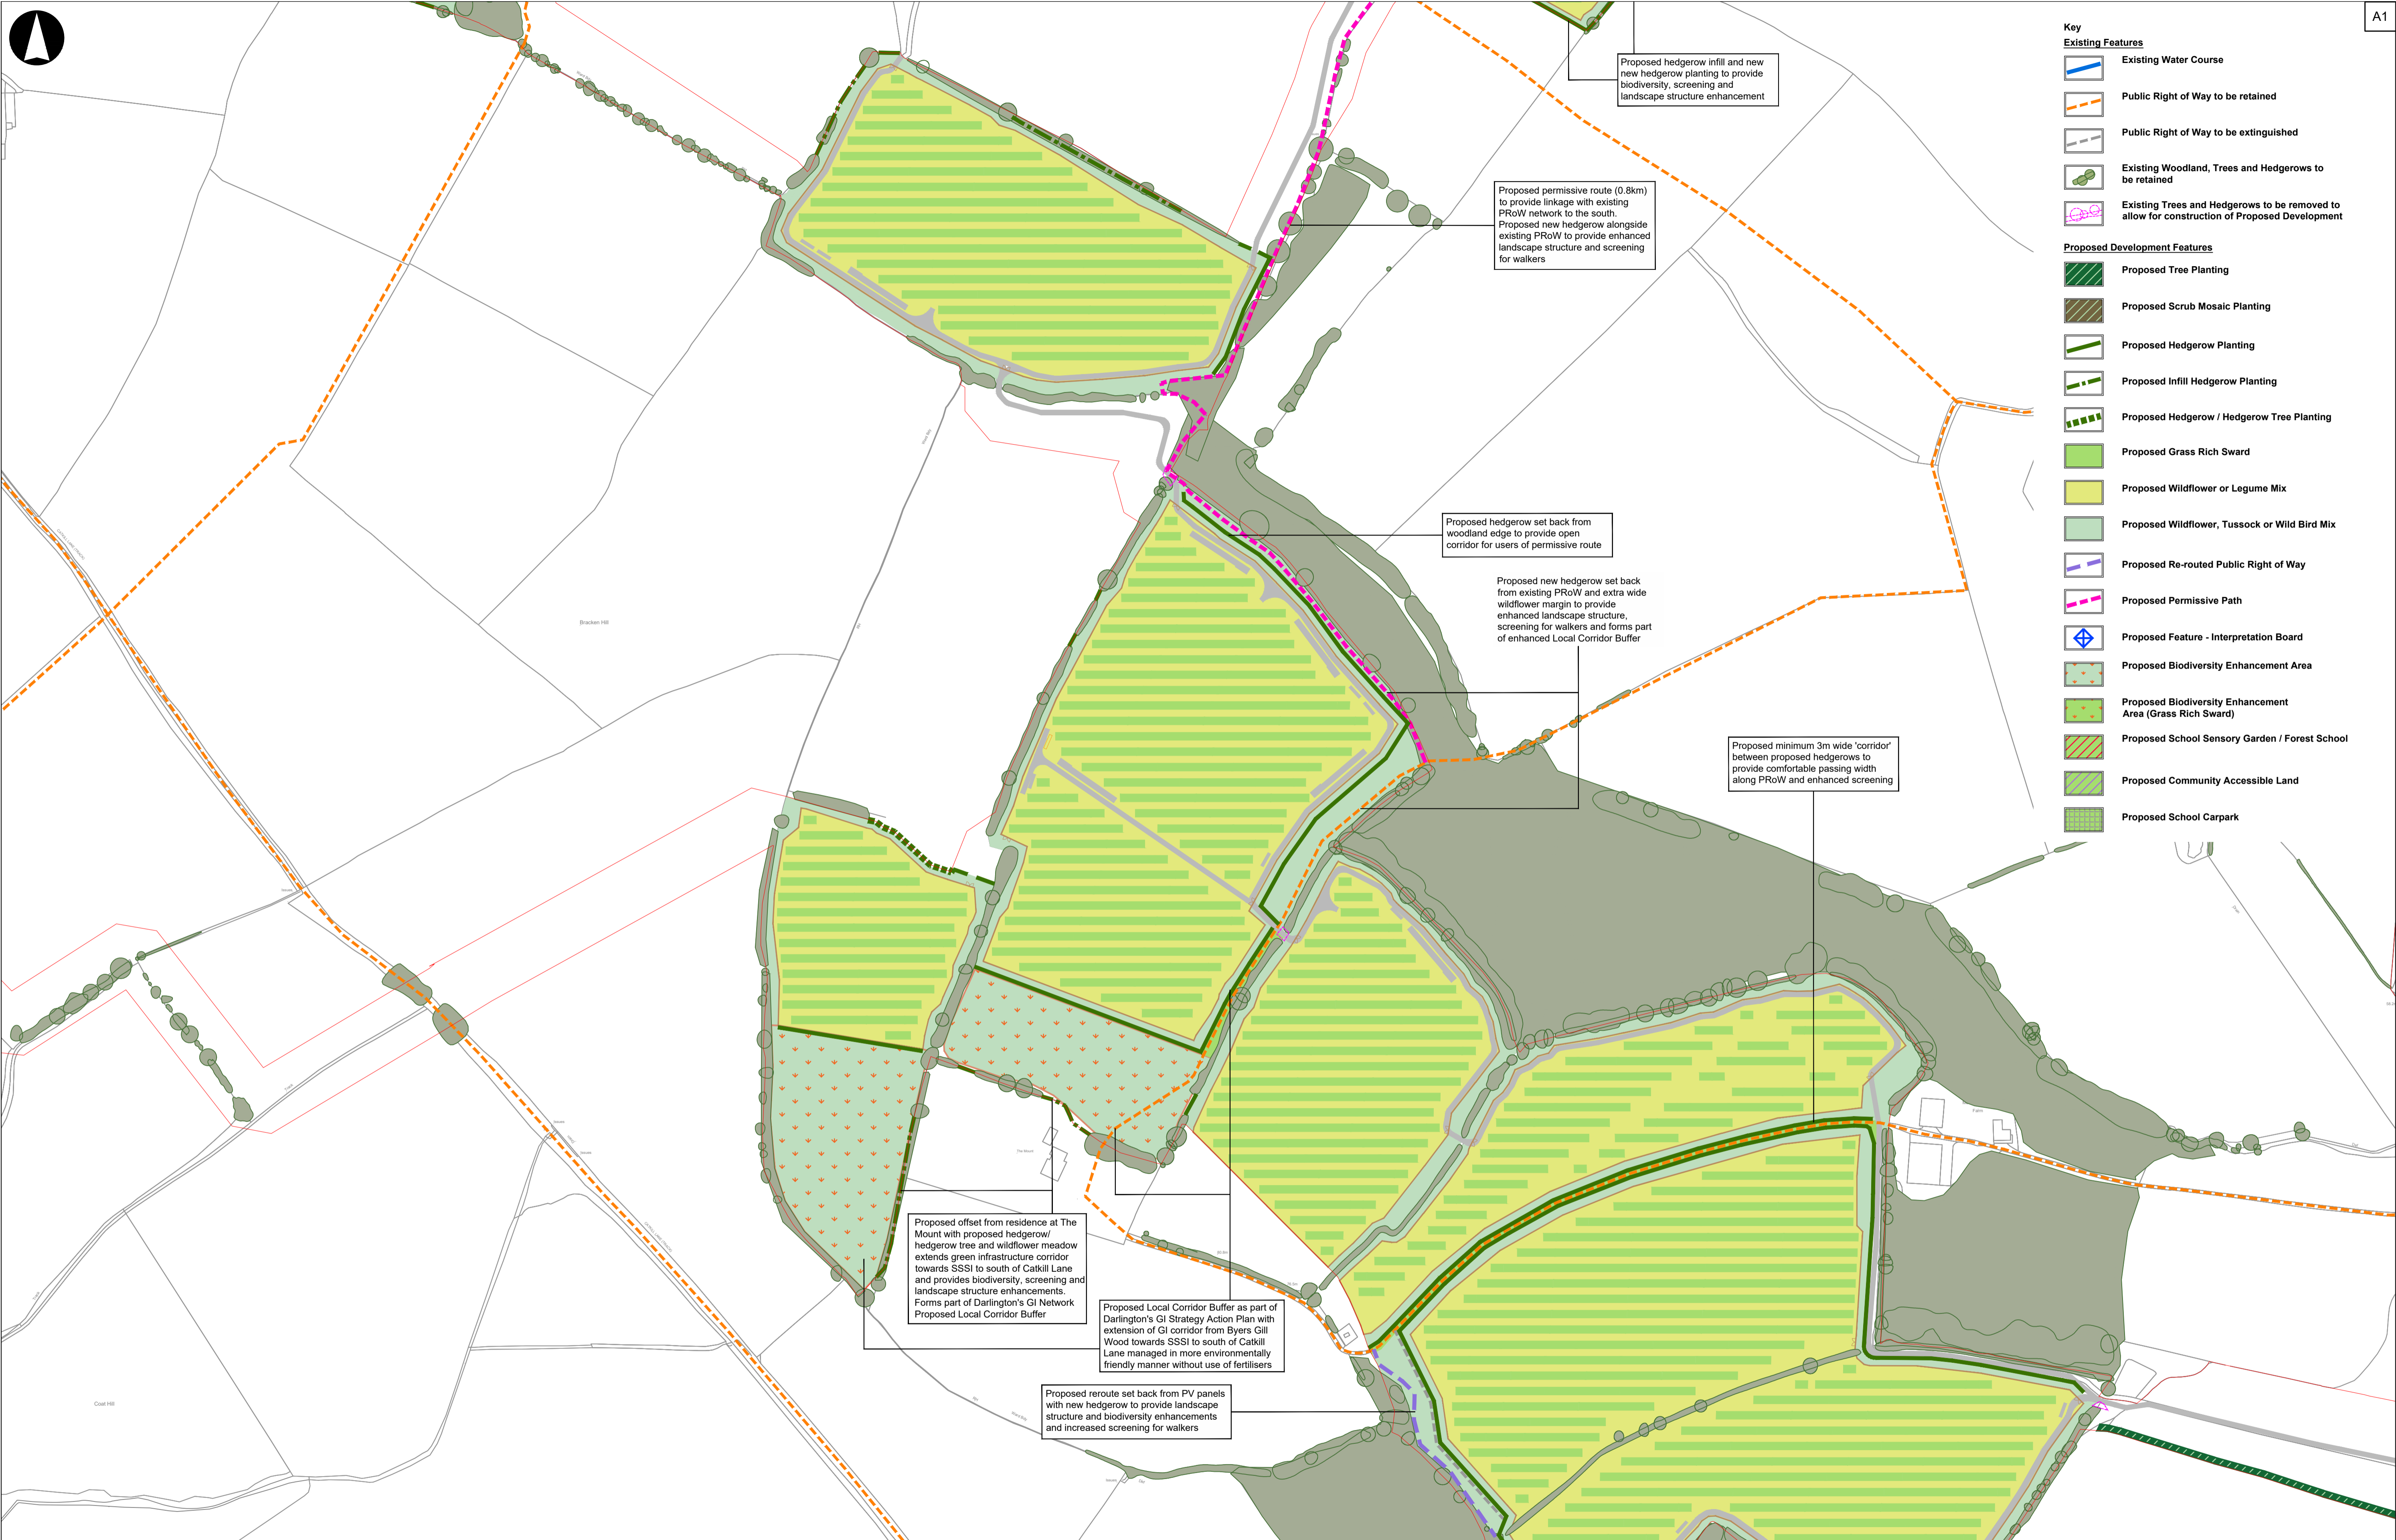 A1
Key
Existing Features
Existing Water Course
Public Right of Way to be retained
Public Right of Way to be extinguished
Existing Woodland, Trees and Hedgerows to
be retained
Existing Trees and Hedgerows to be removed to
allow for construction of Proposed Development
Proposed Development Features
Proposed Tree Planting
Proposed Scrub Mosaic Planting
Proposed Hedgerow Planting
Proposed Infill Hedgerow Planting
Proposed Hedgerow / Hedgerow Tree Planting
Proposed Grass Rich Sward
Proposed Wildflower or Legume Mix
Proposed Wildflower, Tussock or Wild Bird Mix
Proposed Re-routed Public Right of Way
Proposed Permissive Path
Proposed Feature - Interpretation Board
Proposed Biodiversity Enhancement Area
Proposed Biodiversity Enhancement
Area (Grass Rich Sward)
Proposed School Sensory Garden / Forest School
Proposed Community Accessible Land
Proposed School Carpark
Proposed hedgerow infill and new
new hedgerow planting to provide
biodiversity, screening and
landscape structure enhancement
Proposed permissive route (0.8km)
to provide linkage with existing
PRoW network to the south.
Proposed new hedgerow alongside
existing PRoW to provide enhanced
landscape structure and screening
for walkers
Proposed hedgerow set back from
woodland edge to provide open
corridor for users of permissive route
Proposed new hedgerow set back
from existing PRoW and extra wide
wildflower margin to provide
enhanced landscape structure,
screening for walkers and forms part
of enhanced Local Corridor Buffer
Bracken Hill
Proposed minimum 3m wide 'corridor'
between proposed hedgerows to
provide comfortable passing width
along PRoW and enhanced screening
The Mount
Proposed offset from residence at The
Mount with proposed hedgerow/
hedgerow tree and wildflower meadow
extends green infrastructure corridor
towards SSSI to south of Catkill Lane
and provides biodiversity, screening and
landscape structure enhancements.
Forms part of Darlington's GI Network
Proposed Local Corridor Buffer
Proposed Local Corridor Buffer as part of
Darlington's GI Strategy Action Plan with
extension of GI corridor from Byers Gill
Wood towards SSSI to south of Catkill
Lane managed in more environmentally
friendly manner without use of fertilisers
Proposed reroute set back from PV panels
with new hedgerow to provide landscape
structure and biodiversity enhancements
and increased screening for walkers
Coat Hill